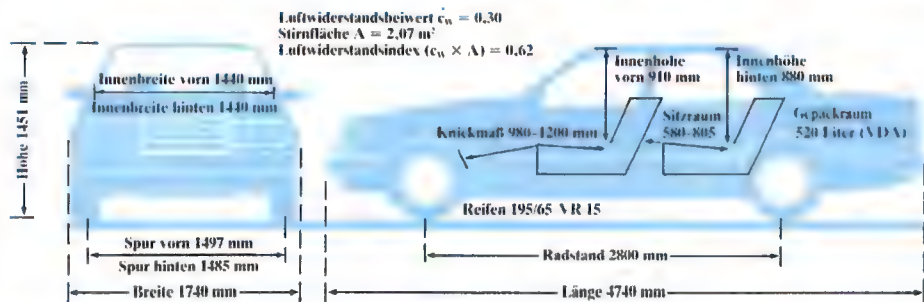 Luftwiderstandsbeiwert cw = 0,30
Stirnfläche A = 2,07 m²
Luftwiderstandsindex (cw × A) = 0,62
Höhe 1451 mm
Innenbreite vorn 1440 mm
Innenbreite hinten 1440 mm
Spur vorn 1497 mm
Spur hinten 1485 mm
Breite 1740 mm
Innenhöhe
vorn 910 mm
Innenhöhe
hinten 880 mm
Knickmaß 980-1200 mm
Sitzraum
580-805
Gepäckraum
520 Liter (VDA)
Reifen 195/65 VR 15
Radstand 2800 mm
Länge 4740 mm